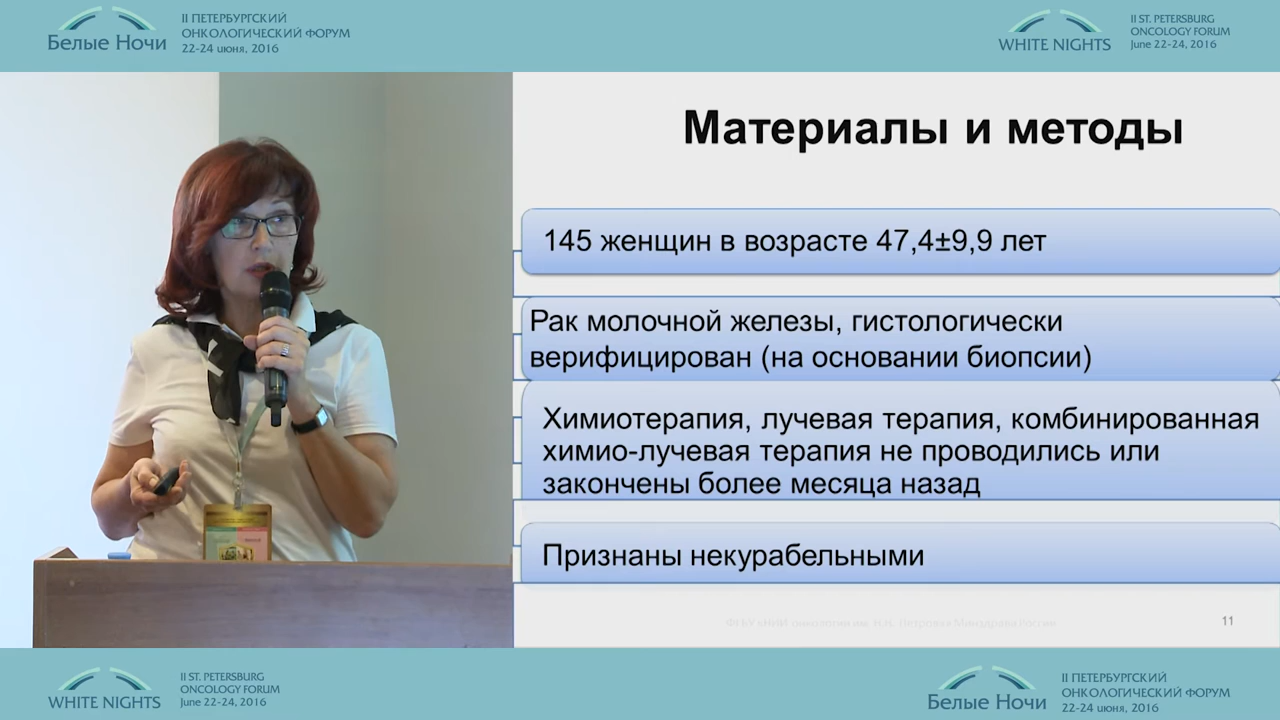 Белые Ночи
II ПЕТЕРБУРГСКИЙ
ОНКОЛОГИЧЕСКИЙ ФОРУМ
22-24 июня, 2016
WHITE NIGHTS
II ST. PETERSBURG
ONCOLOGY FORUM
June 22-24, 2016
Материалы и методы
145 женщин в возрасте 47,4±9,9 лет
Рак молочной железы, гистологически
верифицирован (на основании биопсии)
Химиотерапия, лучевая терапия, комбинированная
химио-лучевая терапия не проводились или
закончены более месяца назад
Признаны некурабельными
11
WHITE NIGHTS
II ST. PETERSBURG
ONCOLOGY FORUM
June 22-24, 2016
Белые Ночи
II ПЕТЕРБУРГСКИЙ
ОНКОЛОГИЧЕСКИЙ ФОРУМ
22-24 июня, 2016